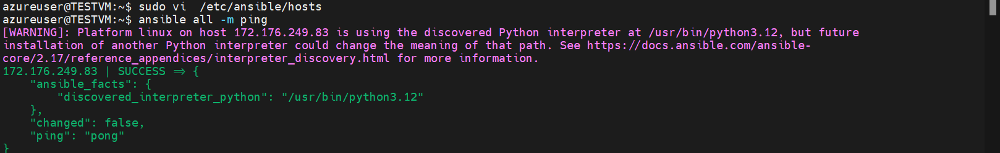 azureuser@TESTVM:~$ sudo vi  /etc/ansible/hosts
azureuser@TESTVM:~$ ansible all -m ping
[WARNING]: Platform linux on host 172.176.249.83 is using the discovered Python interpreter at /usr/bin/python3.12, but future
installation of another Python interpreter could change the meaning of that path. See https://docs.ansible.com/ansible-
core/2.17/reference_appendices/interpreter_discovery.html for more information.
172.176.249.83 | SUCCESS => {
    "ansible_facts": {
        "discovered_interpreter_python": "/usr/bin/python3.12"
    },
    "changed": false,
    "ping": "pong"
}